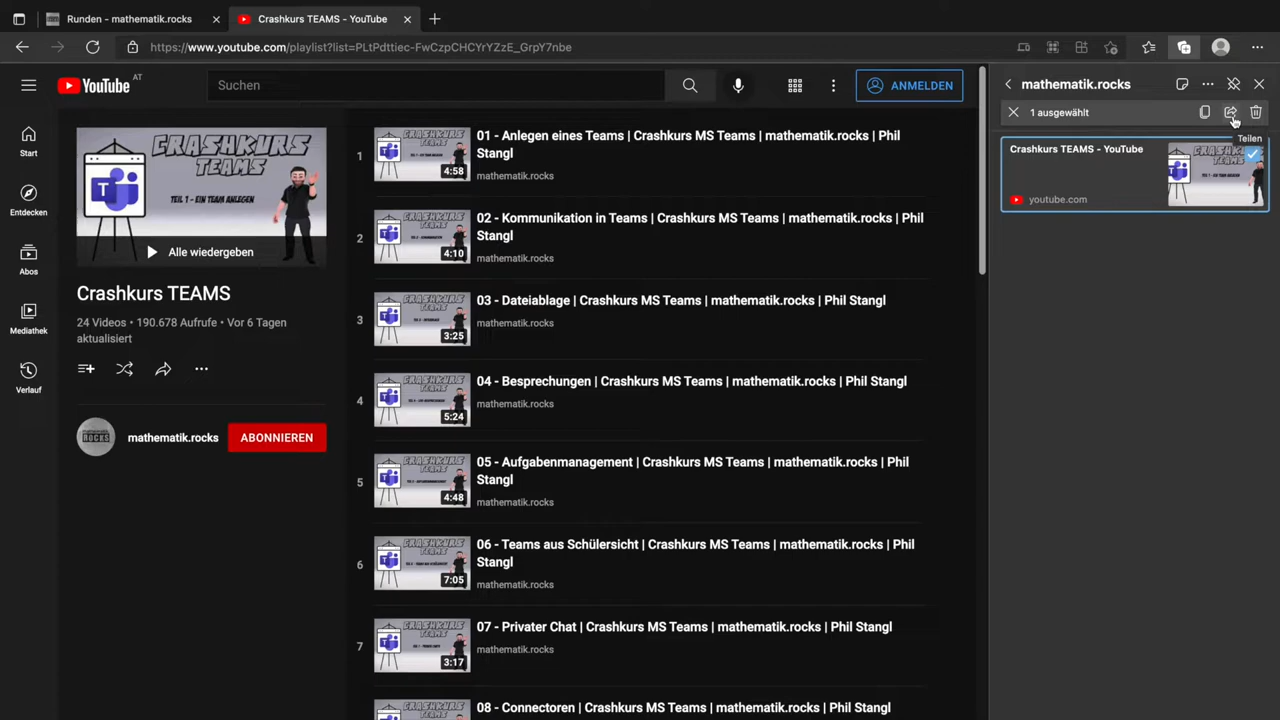 Runden - mathematik.rocks
Crashkurs TEAMS - YouTube
https://www.youtube.com/playlist?list=PLtPdttiec-FwCzpCHCYrYZzE_GrpY7nbe
YouTube
AT
Suchen
ANMELDEN
Start
Entdecken
Abos
Mediathek
Verlauf
CRASHKURS
TEAMS
TEIL 1 - EIN TEAM ANLEGEN
Alle wiedergeben
Crashkurs TEAMS
24 Videos • 190.678 Aufrufe • Vor 6 Tagen
aktualisiert
mathematik.rocks
ABONNIEREN
1
4:58
01 - Anlegen eines Teams | Crashkurs MS Teams | mathematik.rocks | Phil
Stangl
mathematik.rocks
2
4:10
02 - Kommunikation in Teams | Crashkurs MS Teams | mathematik.rocks | Phil
Stangl
mathematik.rocks
3
3:25
03 - Dateiablage | Crashkurs MS Teams | mathematik.rocks | Phil Stangl
mathematik.rocks
4
5:24
04 - Besprechungen | Crashkurs MS Teams | mathematik.rocks | Phil Stangl
mathematik.rocks
5
4:48
05 - Aufgabenmanagement | Crashkurs MS Teams | mathematik.rocks | Phil
Stangl
mathematik.rocks
6
7:05
06 - Teams aus Schülersicht | Crashkurs MS Teams | mathematik.rocks | Phil
Stangl
mathematik.rocks
7
3:17
07 - Privater Chat | Crashkurs MS Teams | mathematik.rocks | Phil Stangl
mathematik.rocks
08 - Connectoren | Crashkurs MS Teams | mathematik.rocks | Phil Stangl
mathematik.rocks
1 ausgewählt
Teilen
Crashkurs TEAMS - YouTube
youtube.com